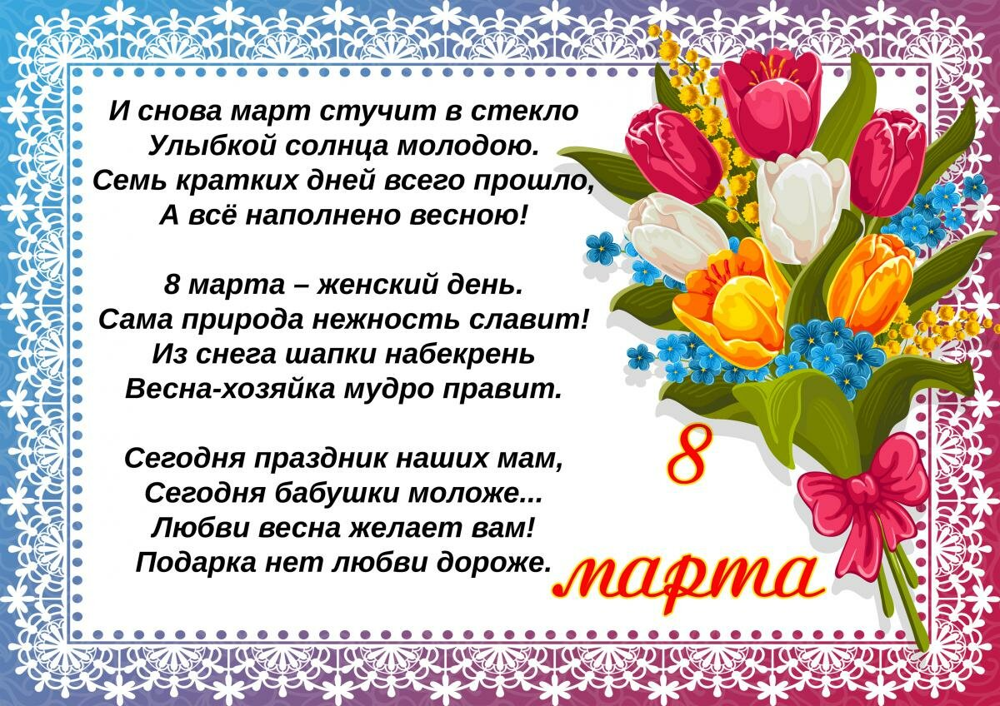 И снова март стучит в стекло
Улыбкой солнца молодою.
Семь кратких дней всего прошло,
А всё наполнено весною!
8 марта – женский день.
Сама природа нежность славит!
Из снега шапки набекрень
Весна-хозяйка мудро правит.
Сегодня праздник наших мам,
Сегодня бабушки моложе...
Любви весна желает вам!
Подарка нет любви дороже.
8
марта